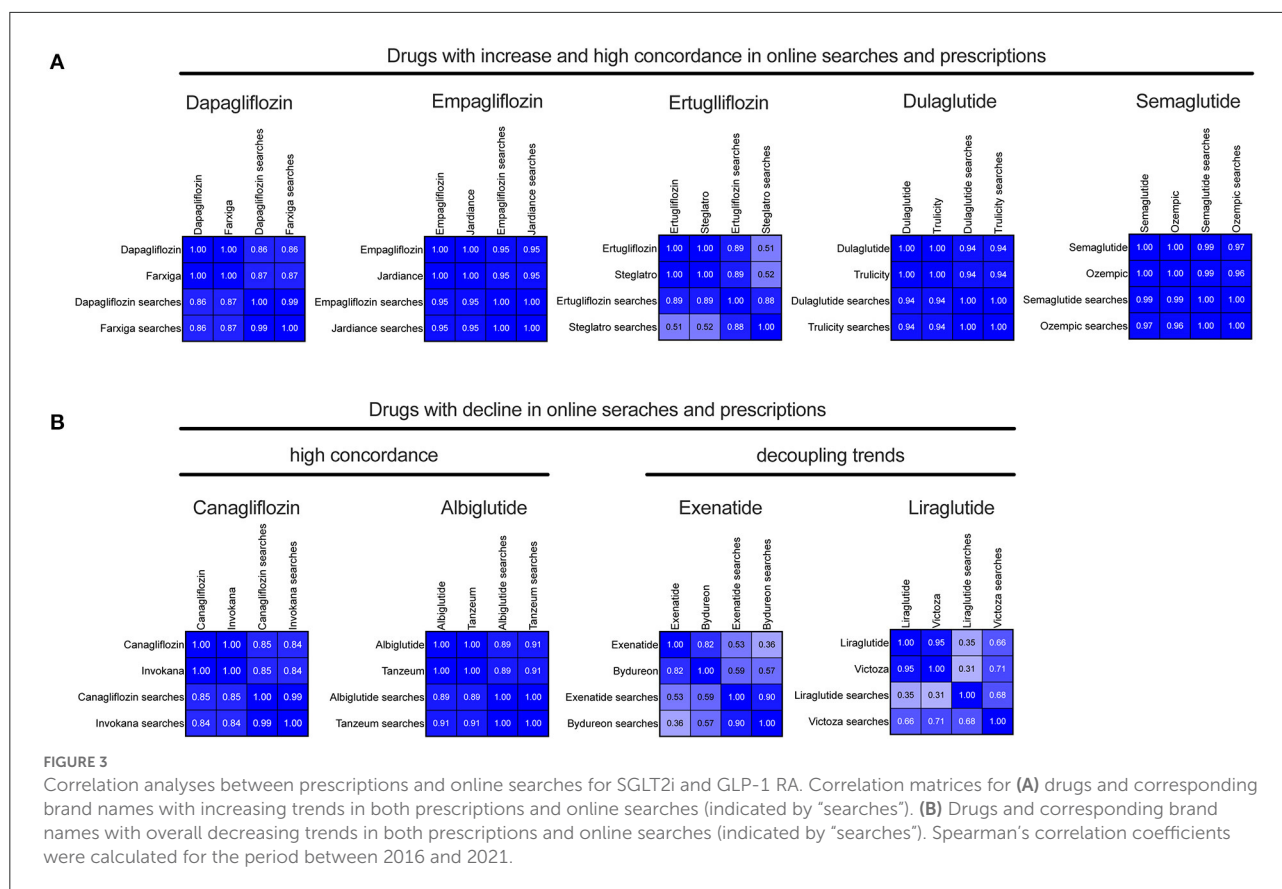 A
Drugs with increase and high concordance in online searches and prescriptions
Dapagliflozin
Dapagliflozin
Farxiga
Dapagliflozin searches
Farxiga searches
Dapagliflozin 1.00 1.00 0.86 0.86
Farxiga 1.00 1.00 0.87 0.87
Dapagliflozin searches 0.86 0.87 1.00 0.99
Farxiga searches 0.86 0.87 0.99 1.00
Empagliflozin
Empagliflozin
Jardiance
Empagliflozin searches
Jardiance searches
Empagliflozin 1.00 1.00 0.95 0.95
Jardiance 1.00 1.00 0.95 0.95
Empagliflozin searches 0.95 0.95 1.00 1.00
Jardiance searches 0.95 0.95 1.00 1.00
Ertuglliflozin
Ertugliflozin
Steglatro
Ertugliflozin searches
Steglatro searches
Ertugliflozin 1.00 1.00 0.89 0.51
Steglatro 1.00 1.00 0.89 0.52
Ertugliflozin searches 0.89 0.89 1.00 0.88
Steglatro searches 0.51 0.52 0.88 1.00
Dulaglutide
Dulaglutide
Trulicity
Dulaglutide searches
Trulicity searches
Dulaglutide 1.00 1.00 0.94 0.94
Trulicity 1.00 1.00 0.94 0.94
Dulaglutide searches 0.94 0.94 1.00 1.00
Trulicity searches 0.94 0.94 1.00 1.00
Semaglutide
Semaglutide
Ozempic
Semaglutide searches
Ozempic searches
Semaglutide 1.00 1.00 0.99 0.97
Ozempic 1.00 1.00 0.99 0.96
Semaglutide searches 0.99 0.99 1.00 1.00
Ozempic searches 0.97 0.96 1.00 1.00
B
Drugs with decline in online seraches and prescriptions
high concordance
decoupling trends
Canagliflozin
Canagliflozin
Invokana
Canagliflozin searches
Invokana searches
Canagliflozin 1.00 1.00 0.85 0.84
Invokana 1.00 1.00 0.85 0.84
Canagliflozin searches 0.85 0.85 1.00 0.99
Invokana searches 0.84 0.84 0.99 1.00
Albiglutide
Albiglutide
Tanzeum
Albiglutide searches
Tanzeum searches
Albiglutide 1.00 1.00 0.89 0.91
Tanzeum 1.00 1.00 0.89 0.91
Albiglutide searches 0.89 0.89 1.00 1.00
Tanzeum searches 0.91 0.91 1.00 1.00
Exenatide
Exenatide
Bydureon
Exenatide searches
Bydureon searches
Exenatide 1.00 0.82 0.53 0.36
Bydureon 0.82 1.00 0.59 0.57
Exenatide searches 0.53 0.59 1.00 0.90
Bydureon searches 0.36 0.57 0.90 1.00
Liraglutide
Liraglutide
Victoza
Liraglutide searches
Victoza searches
Liraglutide 1.00 0.95 0.35 0.66
Victoza 0.95 1.00 0.31 0.71
Liraglutide searches 0.35 0.31 1.00 0.68
Victoza searches 0.66 0.71 0.68 1.00
FIGURE 3
Correlation analyses between prescriptions and online searches for SGLT2i and GLP-1 RA. Correlation matrices for (A) drugs and corresponding
brand names with increasing trends in both prescriptions and online searches (indicated by "searches"). (B) Drugs and corresponding brand
names with overall decreasing trends in both prescriptions and online searches (indicated by "searches"). Spearman's correlation coefficients
were calculated for the period between 2016 and 2021.